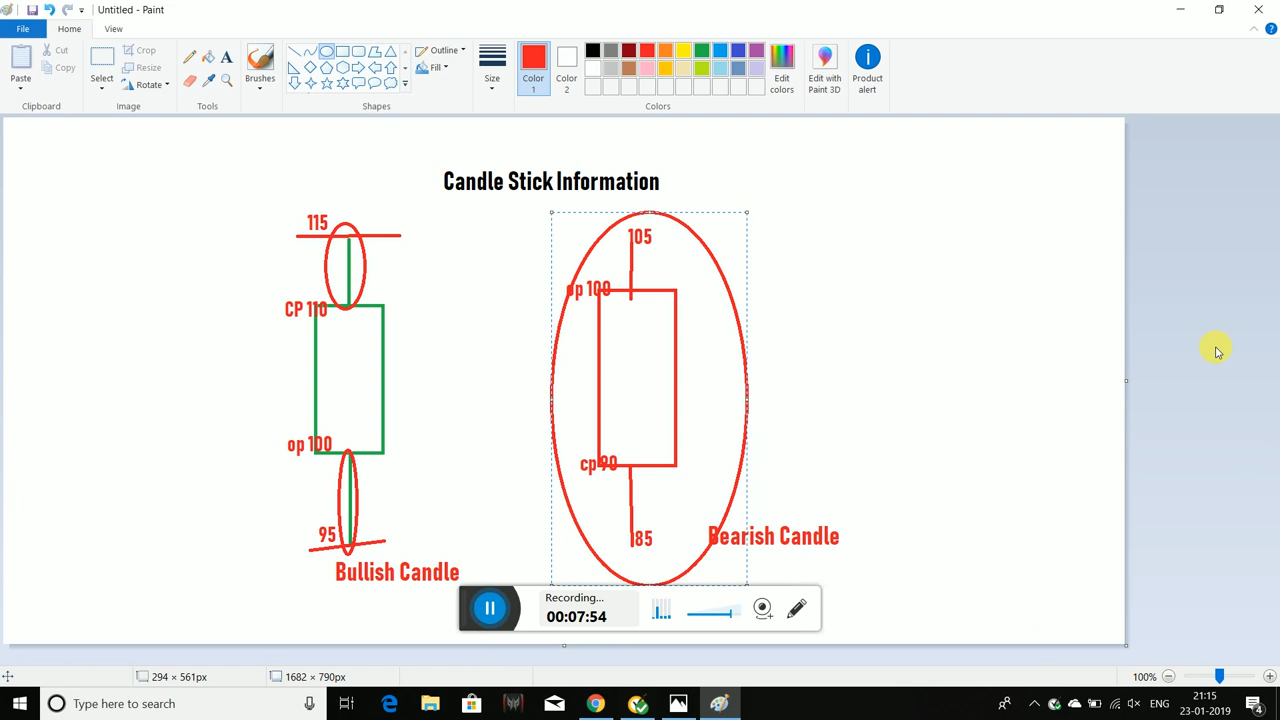 Untitled - Paint
File
Home
View
Paste
Cut
Copy
Clipboard
Select
Crop
Resize
Rotate
Image
A
Tools
Brushes
Shapes
Outline
Fill
Size
Color 1
Color 2
Colors
Edit colors
Edit with Paint 3D
Product alert
Candle Stick Information
115
105
op 100
CP 110
op 100
cp 90
95
85
Bearish Candle
Bullish Candle
Recording...
00:07:54
294 × 561px
1682 × 790px
100%
Type here to search
ENG
21:15
23-01-2019
4